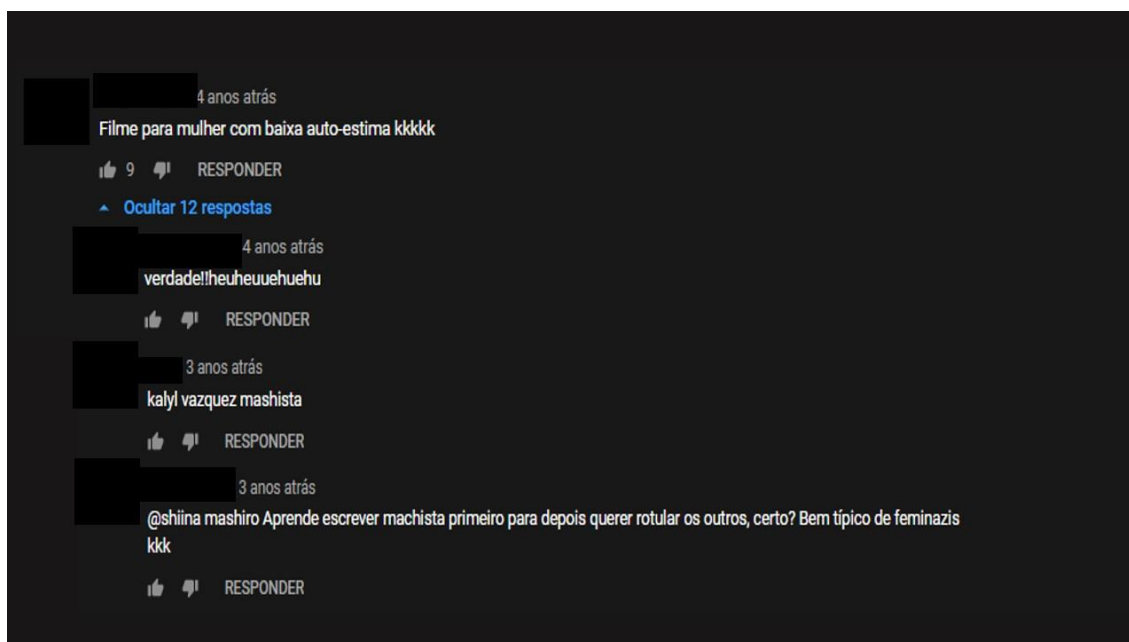 4 anos atrás
Filme para mulher com baixa auto-estima kkkkk
9 RESPONDER
Ocultar 12 respostas
4 anos atrás
verdade!!heuheuuehuehu
RESPONDER
3 anos atrás
kalyl vazquez mashista
RESPONDER
3 anos atrás
@shiina mashiro Aprende escrever machista primeiro para depois querer rotular os outros, certo? Bem típico de feminazis
kkk
RESPONDER